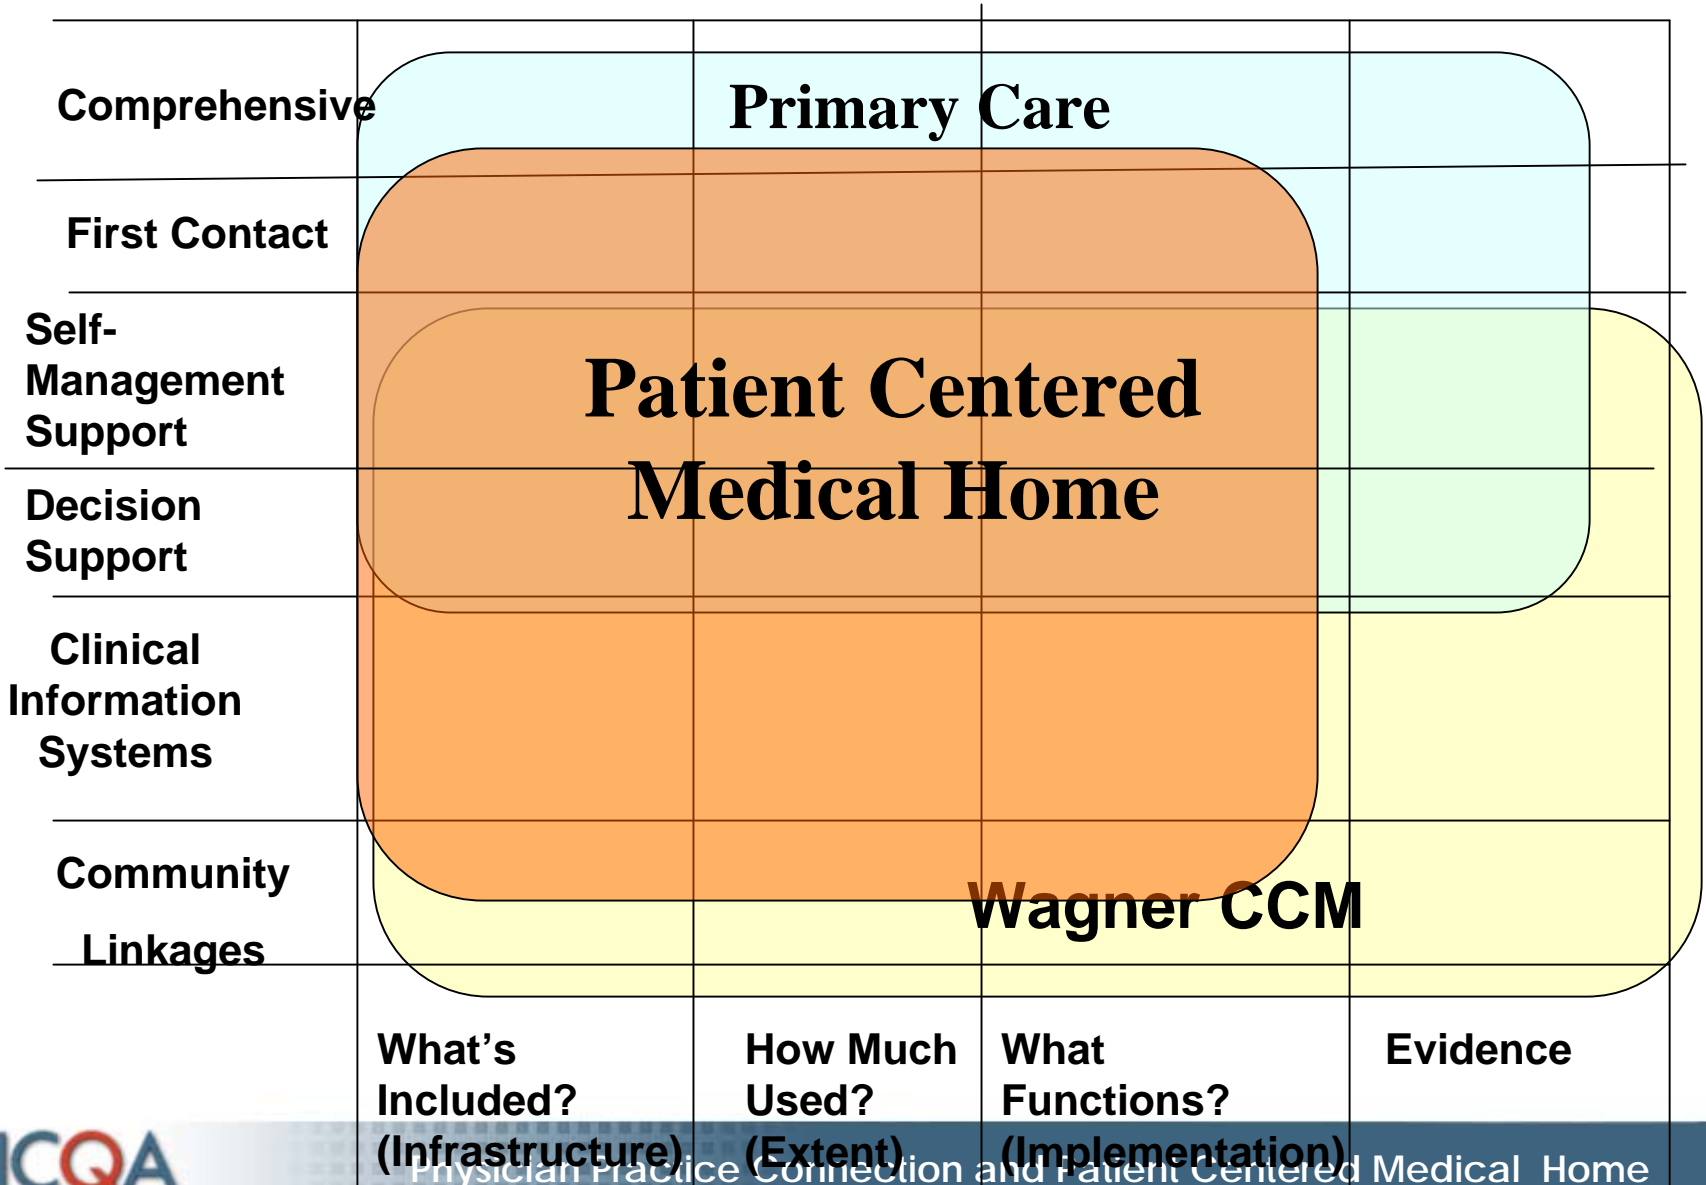 Comprehensive
Primary Care
First Contact
Self-
Management
Support
Patient Centered
Medical Home
Decision
Support
Clinical
Information
Systems
Community
Linkages
Wagner CCM
What’s
Included?
(Infrastructure)
How Much
Used?
(Extent)
What
Functions?
(Implementation)
Evidence
ICQA
Physician Practice Connection and Patient Centered Medical Home